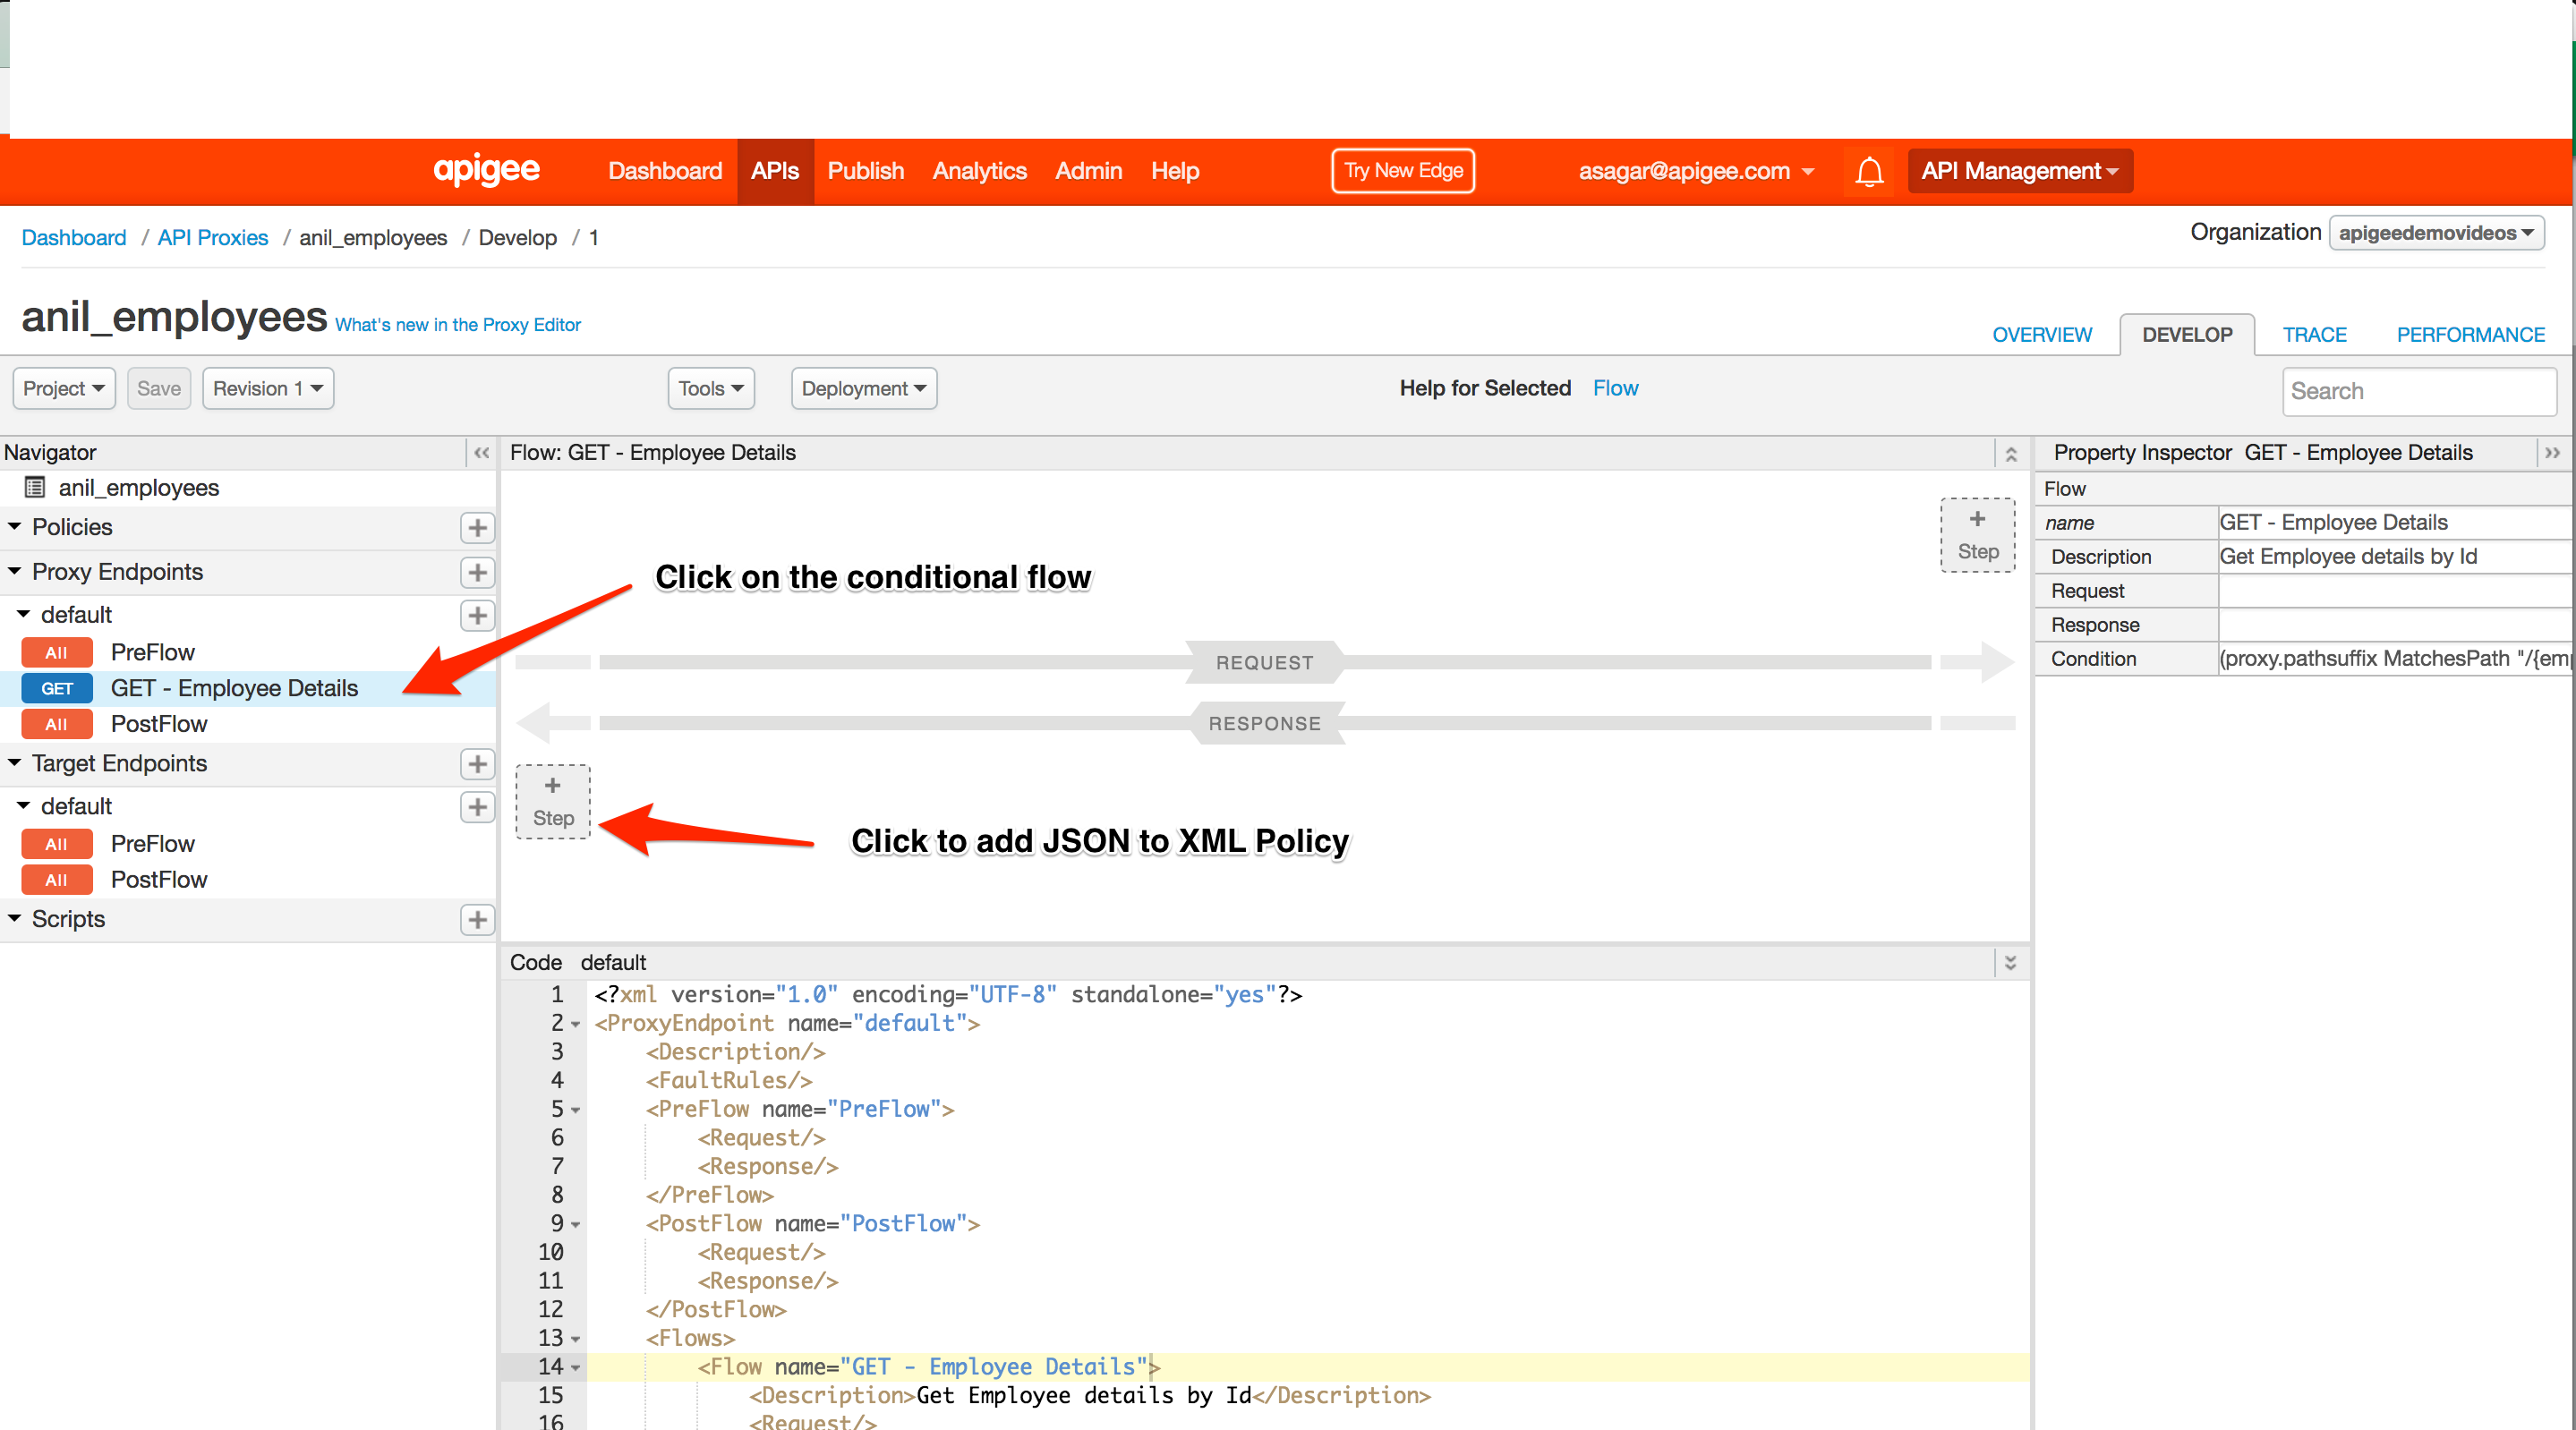 apigee Dashboard APIs Publish Analytics Admin Help Try New Edge asagar@apigee.com API Management
Dashboard / API Proxies / anil_employees / Develop / 1 Organization apigeedemovideos
anil_employees What's new in the Proxy Editor OVERVIEW DEVELOP TRACE PERFORMANCE
Project Save Revision 1 Tools Deployment Help for Selected Flow Search
Navigator
anil_employees
Policies
Proxy Endpoints
default
All PreFlow
GET GET - Employee Details
All PostFlow
Target Endpoints
default
All PreFlow
All PostFlow
Scripts
Flow: GET - Employee Details
+
Step
Click on the conditional flow
REQUEST
RESPONSE
+
Step
Click to add JSON to XML Policy
Code default
1 <?xml version="1.0" encoding="UTF-8" standalone="yes"?>
2 <ProxyEndpoint name="default">
3 <Description/>
4 <FaultRules/>
5 <PreFlow name="PreFlow">
6 <Request/>
7 <Response/>
8 </PreFlow>
9 <PostFlow name="PostFlow">
10 <Request/>
11 <Response/>
12 </PostFlow>
13 <Flows>
14 <Flow name="GET - Employee Details">
15 <Description>Get Employee details by Id</Description>
16 <Request/>
Property Inspector GET - Employee Details
Flow
name GET - Employee Details
Description Get Employee details by Id
Request
Response
Condition (proxy.pathsuffix MatchesPath "/{em